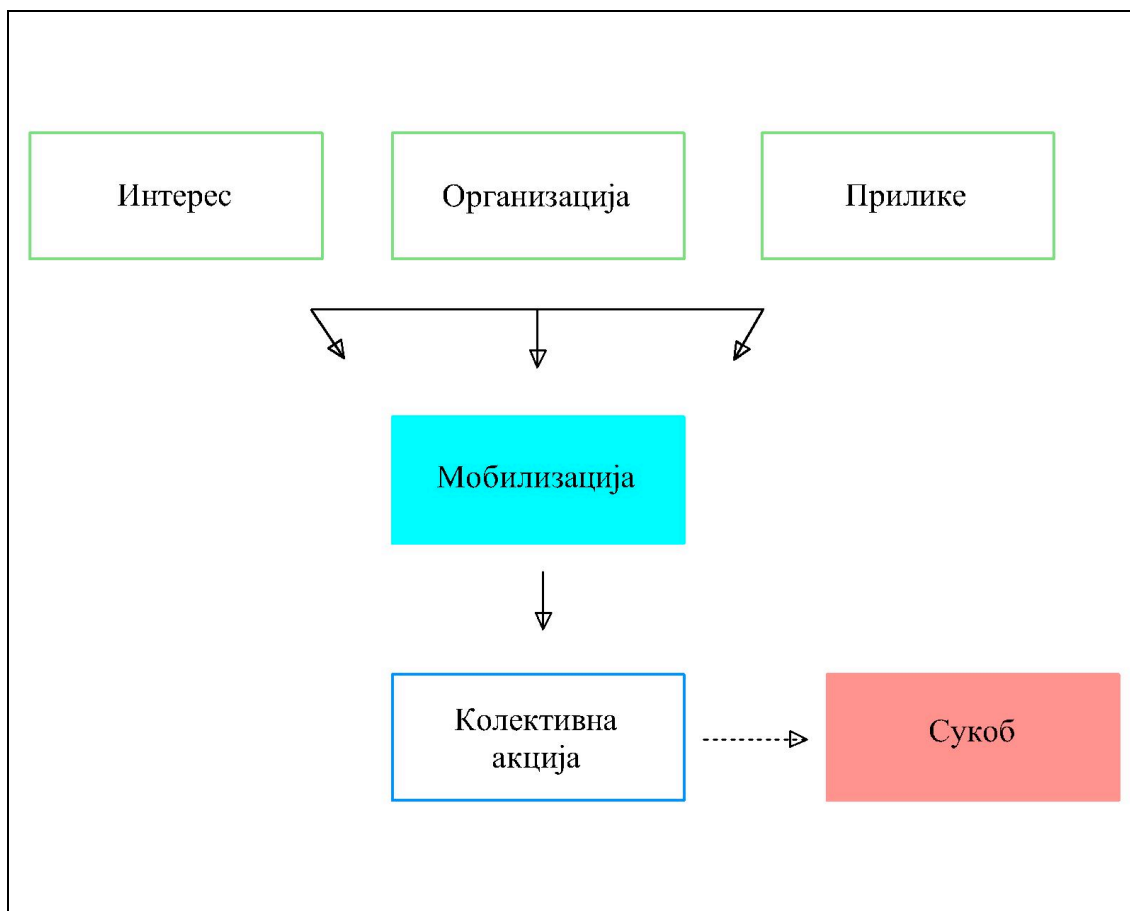 Интерес
Организација
Прилике
Мобилизација
Колективна
акција
Сукоб